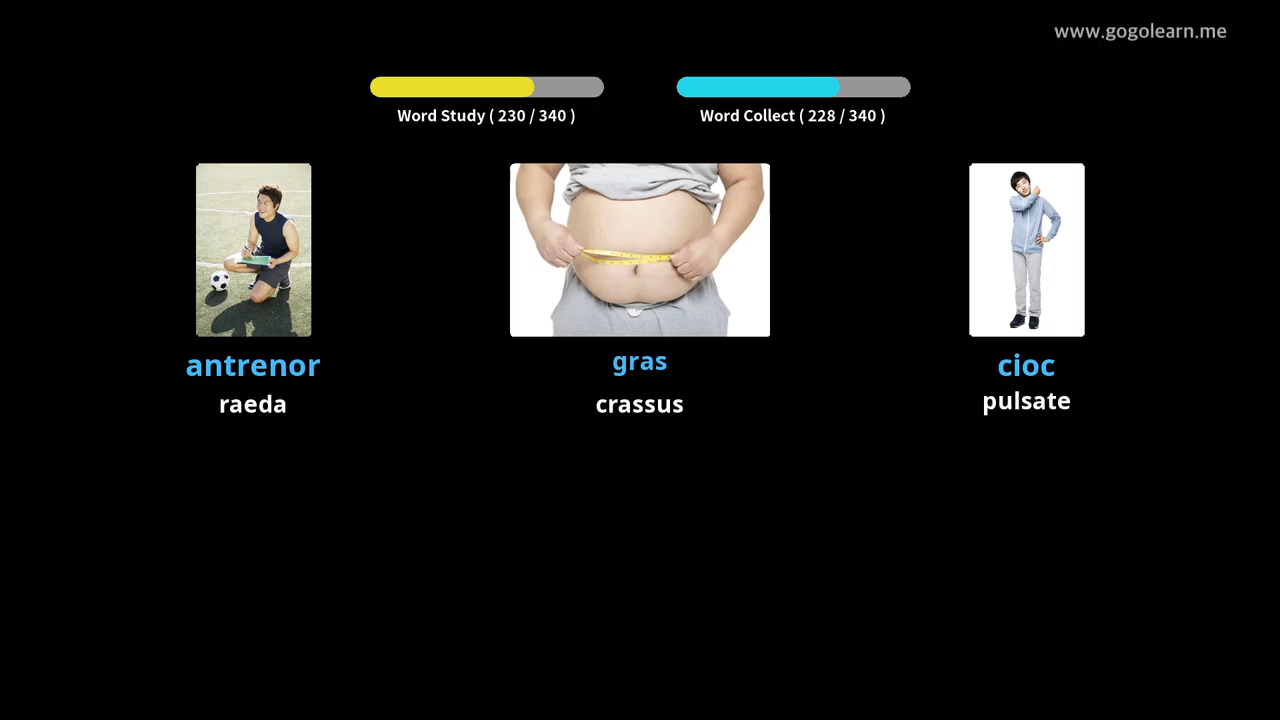 www.gogolearn.me
Word Study ( 230 / 340 )
Word Collect ( 228 / 340 )
antrenor
gras
cioc
raeda
crassus
pulsate